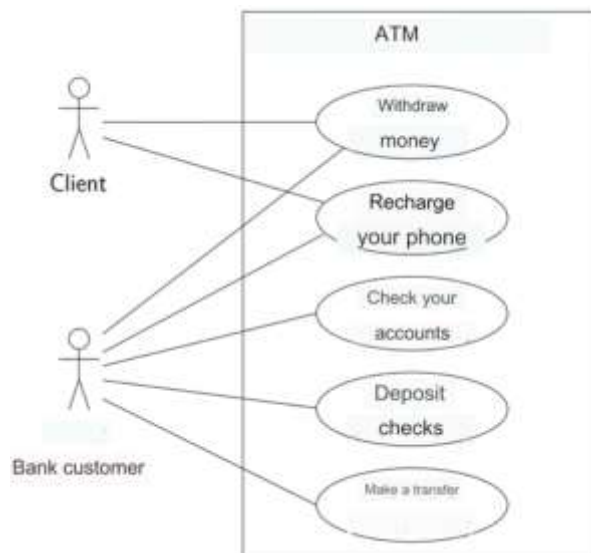 ATM
Withdraw
money
Client
Recharge
your phone
Check your
accounts
Deposit
checks
Bank customer
Make a transfer